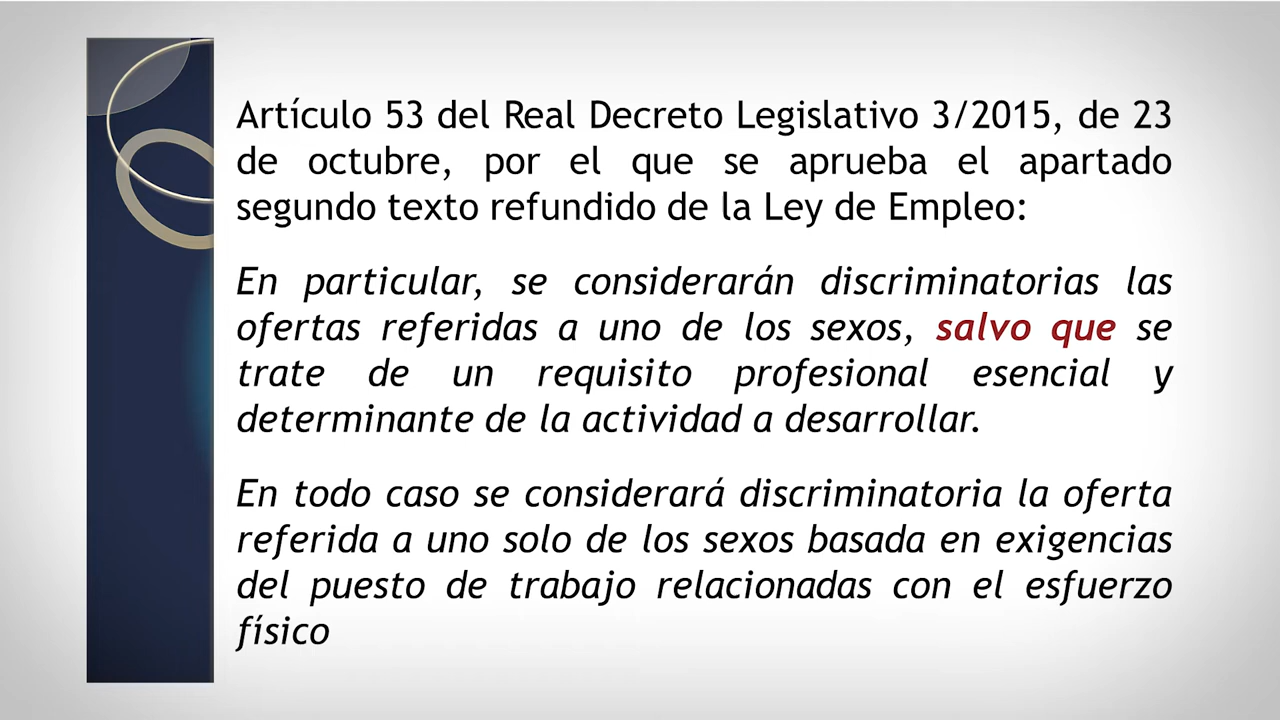 Artículo 53 del Real Decreto Legislativo 3/2015, de 23
de octubre, por el que se aprueba el apartado
segundo texto refundido de la Ley de Empleo:
En particular, se considerarán discriminatorias las
ofertas referidas a uno de los sexos, salvo que se
trate de un requisito profesional esencial y
determinante de la actividad a desarrollar.
En todo caso se considerará discriminatoria la oferta
referida a uno solo de los sexos basada en exigencias
del puesto de trabajo relacionadas con el esfuerzo
físico